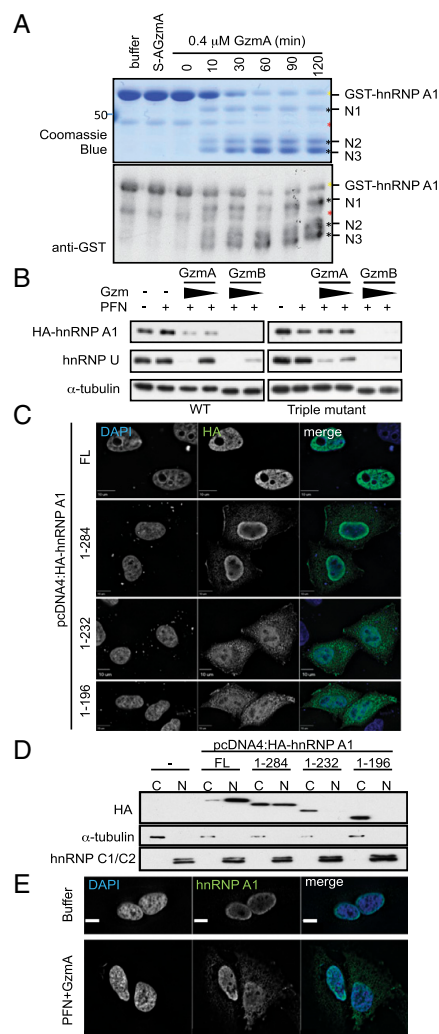 A
buffer
S-AGzmA
0.4 μM GzmA (min)
0
10
30
60
90
120
50
Coomassie
Blue
GST-hnRNP A1
* N1
* N2
* N3
anti-GST
GST-hnRNP A1
* N1
* N2
* N3
B
GzmA GzmB GzmA GzmB
Gzm - - - -
PFN - + + + + + - + + + + +
HA-hnRNP A1
hnRNP U
α-tubulin
WT Triple mutant
C
DAPI HA merge
pcDNA4:HA-hnRNP A1
FL
1-284
1-232
10 um
1-196
D
pcDNA4:HA-hnRNP A1
- FL 1-284 1-232 1-196
C N C N C N C N C N
HA
α-tubulin
hnRNP C1/C2
E
DAPI hnRNP A1 merge
Buffer
PFN+GzmA